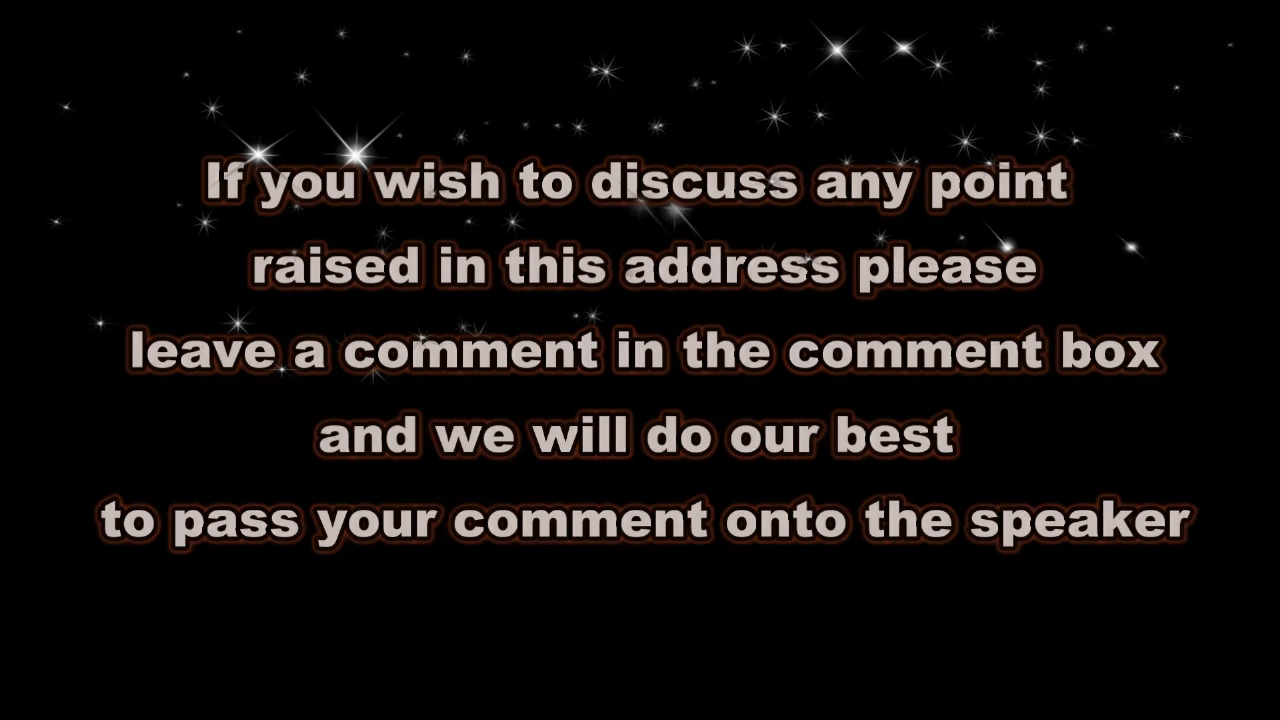 If you wish to discuss any point
raised in this address please
leave a comment in the comment box
and we will do our best
to pass your comment onto the speaker